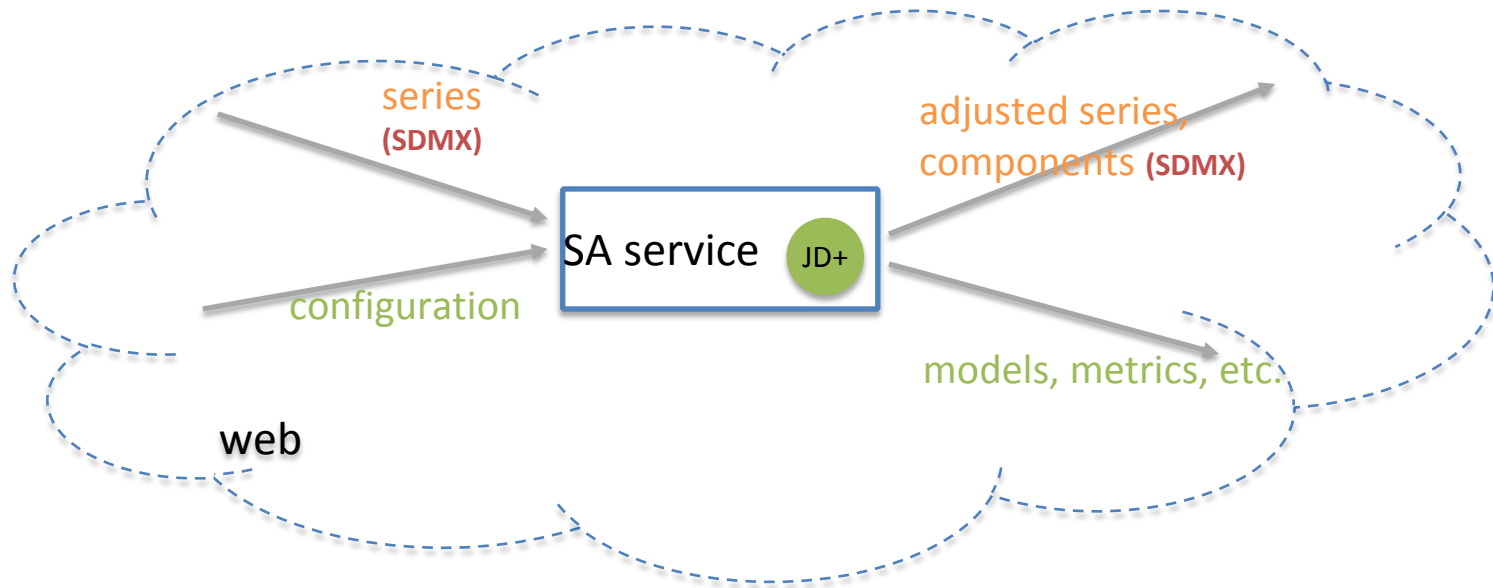 series
(SDMX)
adjusted series,
components (SDMX)
SA service
JD+
configuration
models, metrics, etc.
web